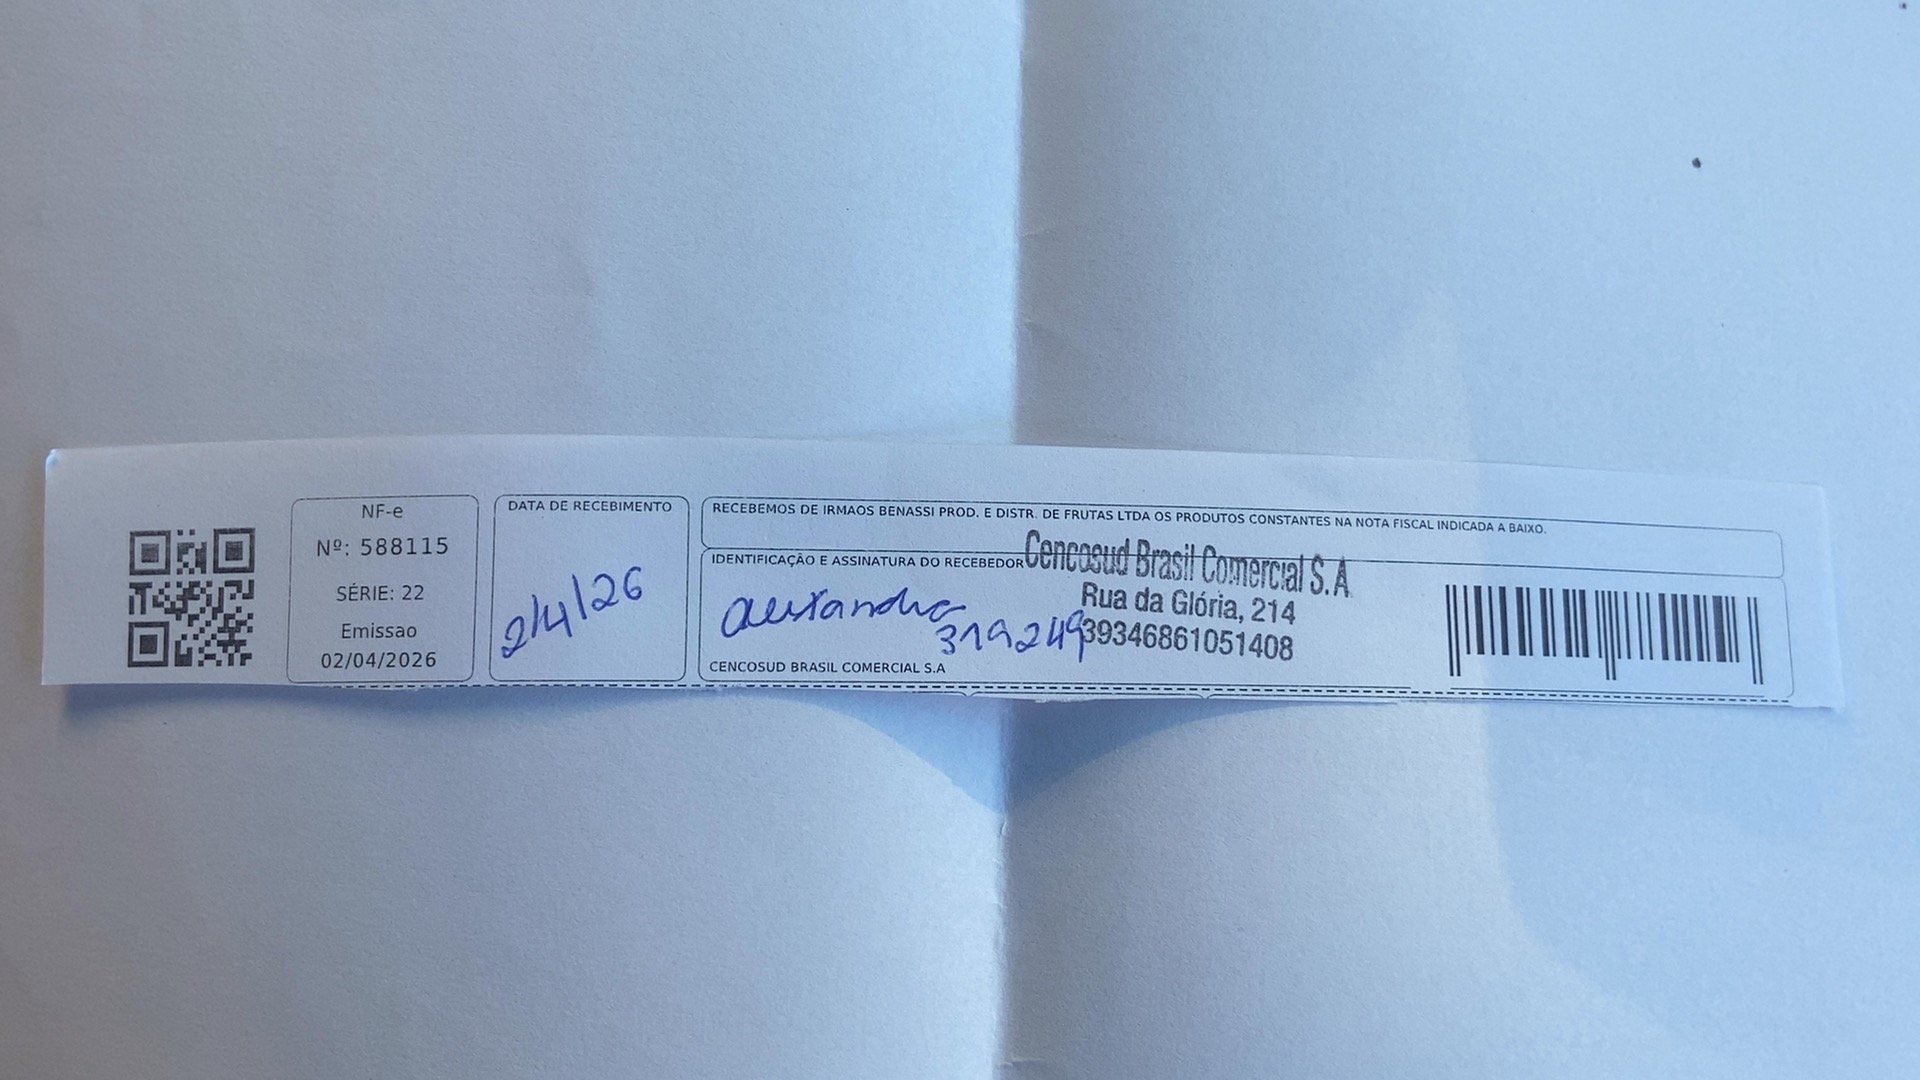 NF-e
Nº: 588115
SÉRIE: 22
Emissao
02/04/2026
DATA DE RECEBIMENTO
2/4/26
RECEBEMOS DE IRMAOS BENASSI PROD. E DISTR. DE FRUTAS LTDA OS PRODUTOS CONSTANTES NA NOTA FISCAL INDICADA A BAIXO.
IDENTIFICAÇÃO E ASSINATURA DO RECEBEDOR
Cencosud Brasil Comercial S.A
Rua da Glória, 214
39346861051408
alexandra
319249
CENCOSUD BRASIL COMERCIAL S.A